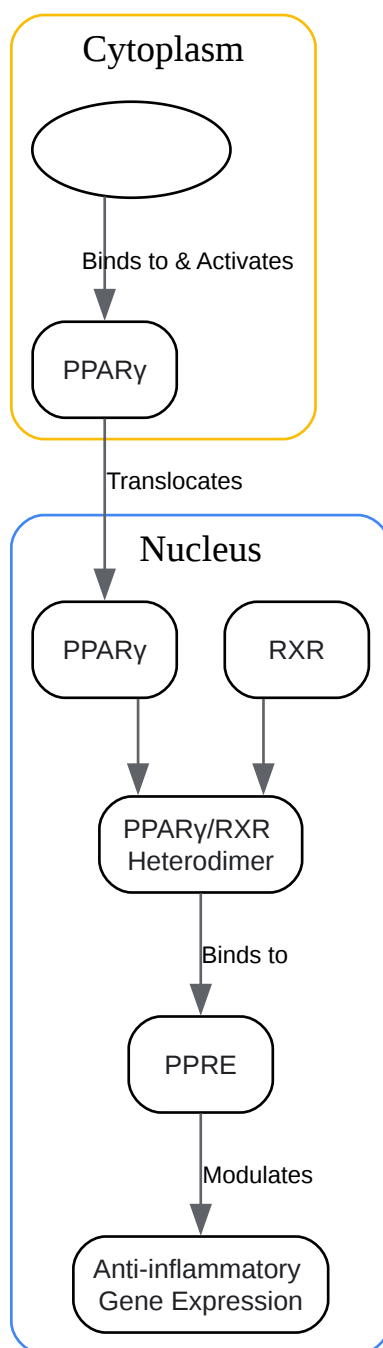 Cytoplasm
Binds to & Activates
PPARγ
Translocates
Nucleus
PPARγ
RXR
PPARγ/RXR
Heterodimer
Binds to
PPRE
Modulates
Anti-inflammatory
Gene Expression